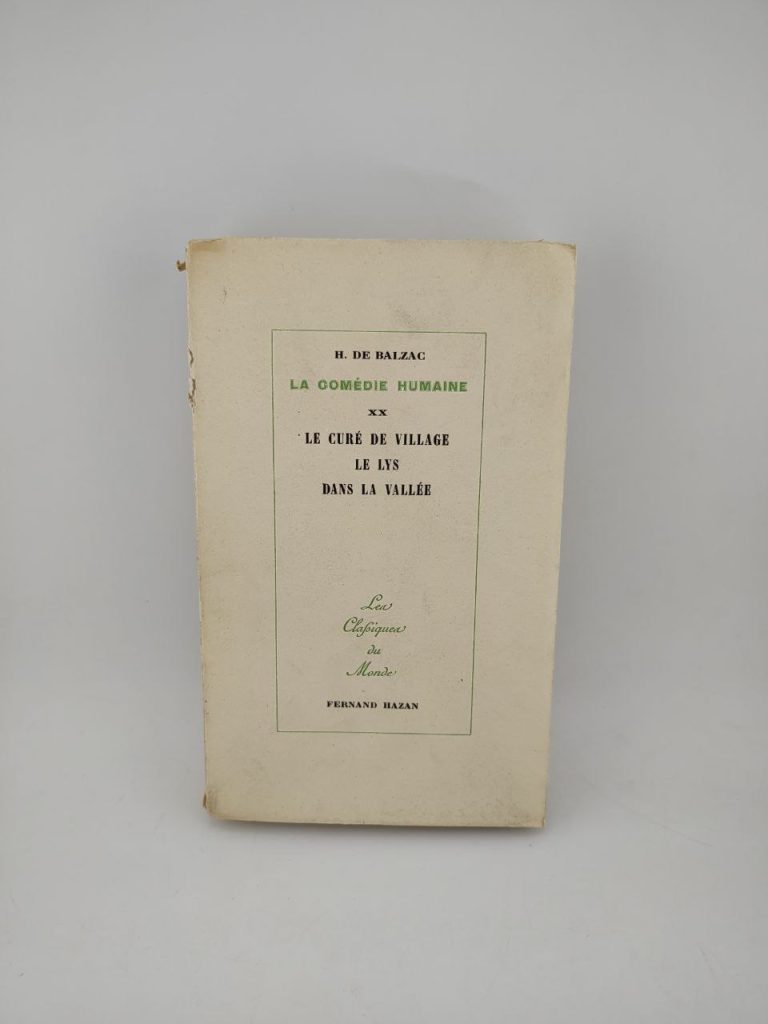 H. DE BALZAC
LA COMÉDIE HUMAINE
XX
LE CURÉ DE VILLAGE
LE LYS
DANS LA VALLÉE
Les
Claſsiques
du
Monde
FERNAND HAZAN